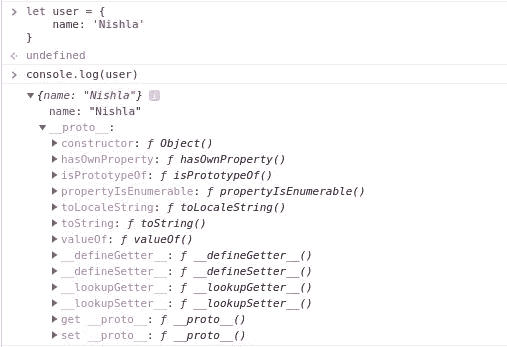 let user = {
name: 'Nishla'
}
undefined
console.log(user)
{name: "Nishla"} i
name: "Nishla"
__proto__:
constructor: ƒ Object()
hasOwnProperty: ƒ hasOwnProperty()
isPrototypeOf: ƒ isPrototypeOf()
propertyIsEnumerable: ƒ propertyIsEnumerable()
toLocaleString: ƒ toLocaleString()
toString: ƒ toString()
valueOf: ƒ valueOf()
__defineGetter__: ƒ __defineGetter__()
__defineSetter__: ƒ __defineSetter__()
__lookupGetter__: ƒ __lookupGetter__()
__lookupSetter__: ƒ __lookupSetter__()
get __proto__: ƒ __proto__()
set __proto__: ƒ __proto__()